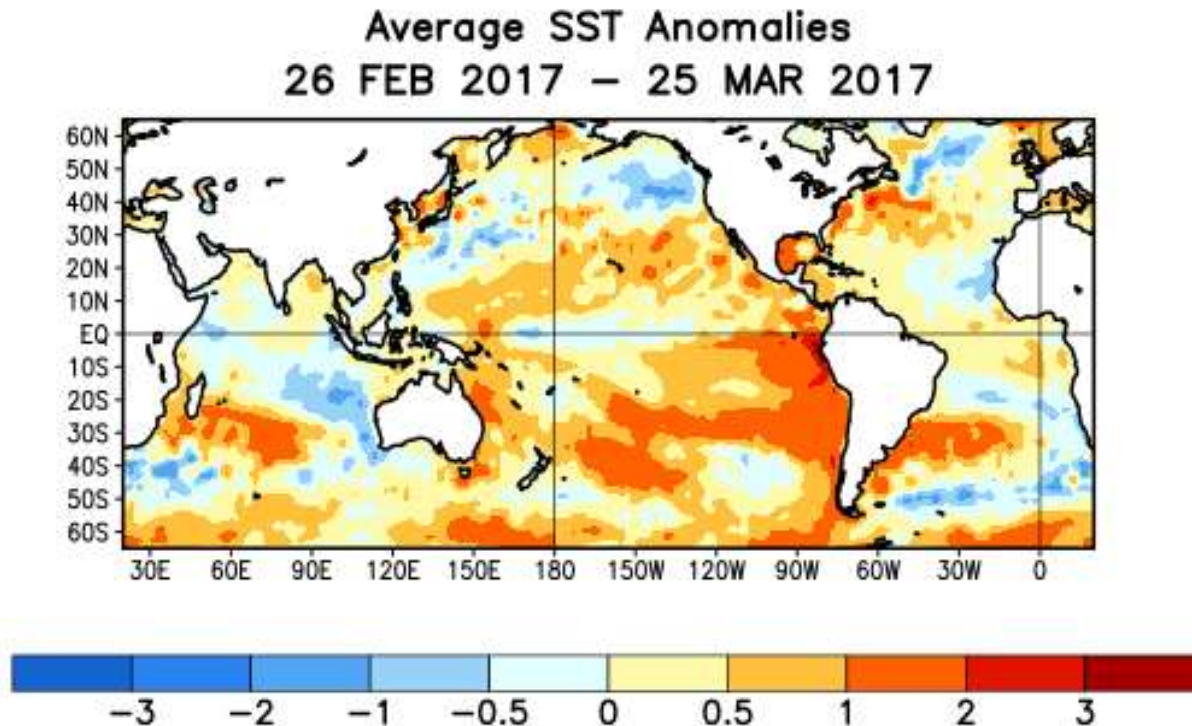 Average SST Anomalies
26 FEB 2017 – 25 MAR 2017
60N
50N
40N
30N
20N
10N
EQ
10S
20S
30S
40S
50S
60S
30E 60E 90E 120E 150E 180 150W 120W 90W 60W 30W 0
-3 -2 -1 -0.5 0 0.5 1 2 3